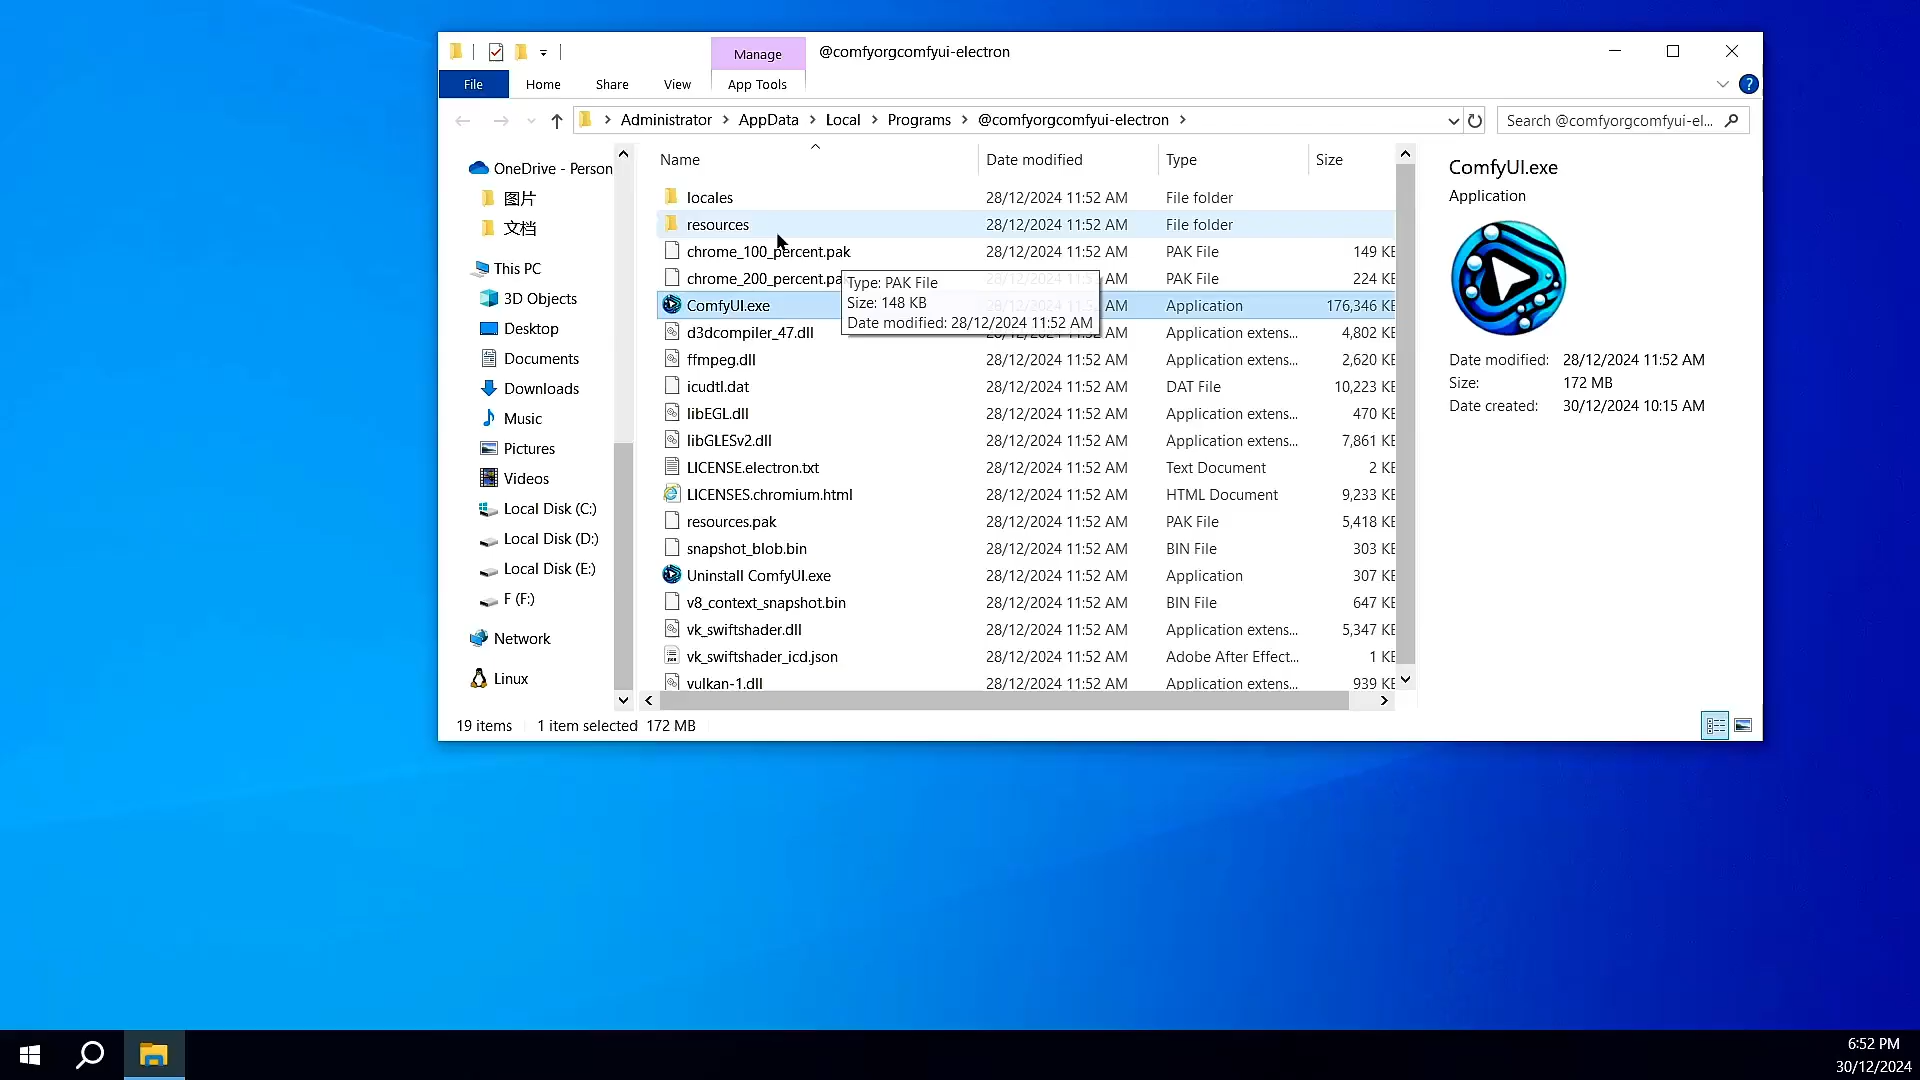 Manage
@comfyorgcomfyui-electron
File
Home
Share
View
App Tools
?
Administrator
AppData
Local
Programs
@comfyorgcomfyui-electron
Search @comfyorgcomfyui-el...
OneDrive - Person
图片
文档
This PC
3D Objects
Desktop
Documents
Downloads
Music
Pictures
Videos
Local Disk (C:)
Local Disk (D:)
Local Disk (E:)
F (F:)
Network
Linux
Name Date modified Type Size
locales 28/12/2024 11:52 AM File folder
resources 28/12/2024 11:52 AM File folder
chrome_100_percent.pak 28/12/2024 11:52 AM PAK File 149 KB
chrome_200_percent.pa 28/12/2024 11:52 AM PAK File 224 KB
ComfyUI.exe AM Application 176,346 KB
Type: PAK File
Size: 148 KB
Date modified: 28/12/2024 11:52 AM
d3dcompiler_47.dll 28/12/2024 11:52 AM Application extens... 4,802 KB
ffmpeg.dll 28/12/2024 11:52 AM Application extens... 2,620 KB
icudtl.dat 28/12/2024 11:52 AM DAT File 10,223 KB
libEGL.dll 28/12/2024 11:52 AM Application extens... 470 KB
libGLESv2.dll 28/12/2024 11:52 AM Application extens... 7,861 KB
LICENSE.electron.txt 28/12/2024 11:52 AM Text Document 2 KB
LICENSES.chromium.html 28/12/2024 11:52 AM HTML Document 9,233 KB
resources.pak 28/12/2024 11:52 AM PAK File 5,418 KB
snapshot_blob.bin 28/12/2024 11:52 AM BIN File 303 KB
Uninstall ComfyUI.exe 28/12/2024 11:52 AM Application 307 KB
v8_context_snapshot.bin 28/12/2024 11:52 AM BIN File 647 KB
vk_swiftshader.dll 28/12/2024 11:52 AM Application extens... 5,347 KB
vk_swiftshader_icd.json 28/12/2024 11:52 AM Adobe After Effect... 1 KB
vulkan-1.dll 28/12/2024 11:52 AM Application extens... 939 KB
ComfyUI.exe
Application
Date modified: 28/12/2024 11:52 AM
Size: 172 MB
Date created: 30/12/2024 10:15 AM
19 items 1 item selected 172 MB
6:52 PM
30/12/2024